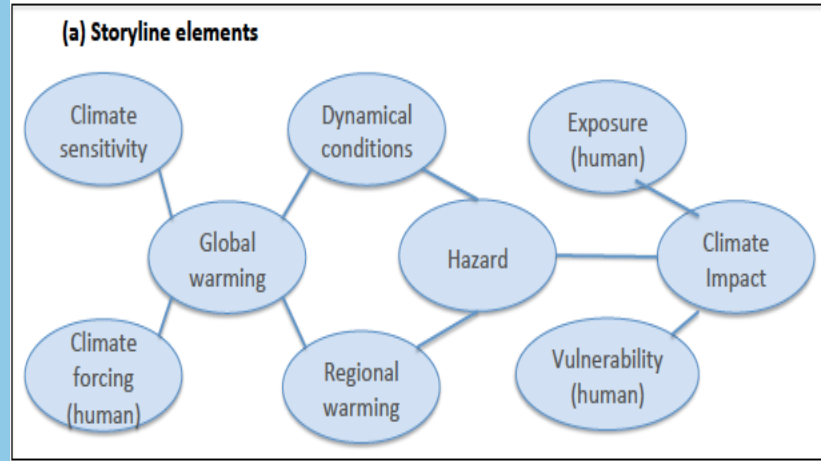 (a) Storyline elements
Climate
sensitivity
Dynamical
conditions
Exposure
(human)
Global
warming
Hazard
Climate
Impact
Climate
forcing
(human)
Regional
warming
Vulnerability
(human)